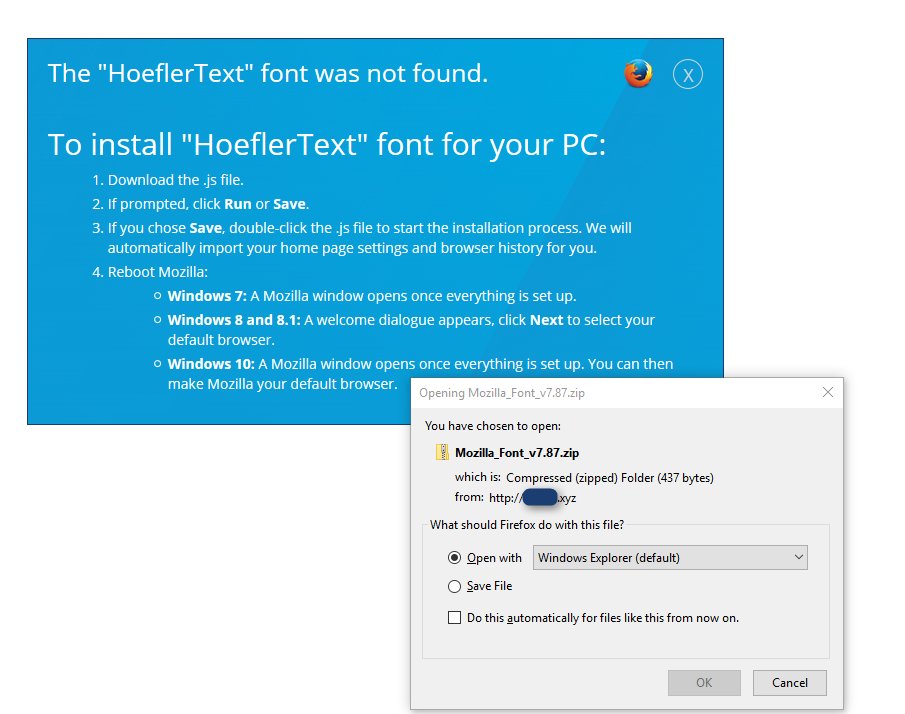 The "HoeflerText" font was not found.
X
To install "HoeflerText" font for your PC:
1. Download the .js file.
2. If prompted, click Run or Save.
3. If you chose Save, double-click the .js file to start the installation process. We will
automatically import your home page settings and browser history for you.
4. Reboot Mozilla:
Windows 7: A Mozilla window opens once everything is set up.
Windows 8 and 8.1: A welcome dialogue appears, click Next to select your
default browser.
Windows 10: A Mozilla window opens once everything is set up. You can then
make Mozilla your default browser.
Opening Mozilla_Font_v7.87.zip
You have chosen to open:
Mozilla_Font_v7.87.zip
which is: Compressed (zipped) Folder (437 bytes)
from: http://.xyz
What should Firefox do with this file?
Open with Windows Explorer (default)
Save File
Do this automatically for files like this from now on.
OK Cancel